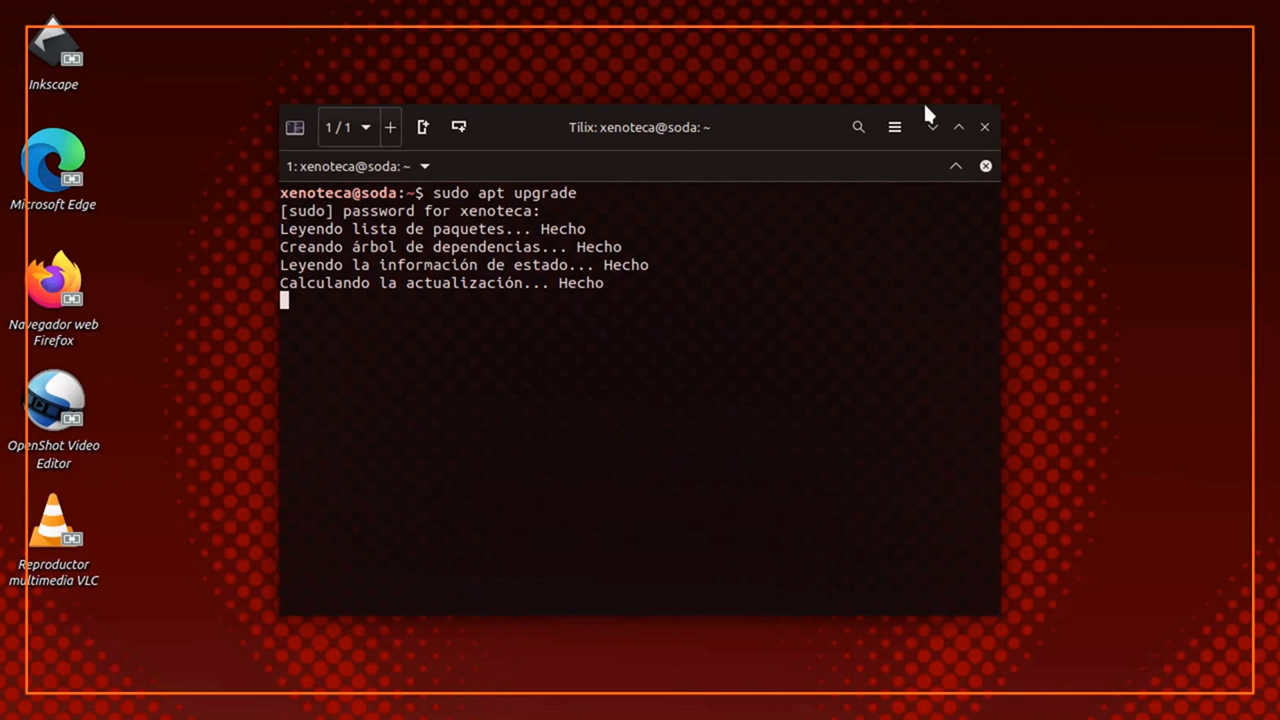 Inkscape
Microsoft Edge
Navegador web
Firefox
OpenShot Video
Editor
Reproductor
multimedia VLC
1 / 1
Tilix: xenoteca@soda: ~
1: xenoteca@soda: ~
xenoteca@soda:~$ sudo apt upgrade
[sudo] password for xenoteca:
Leyendo lista de paquetes... Hecho
Creando árbol de dependencias... Hecho
Leyendo la información de estado... Hecho
Calculando la actualización... Hecho